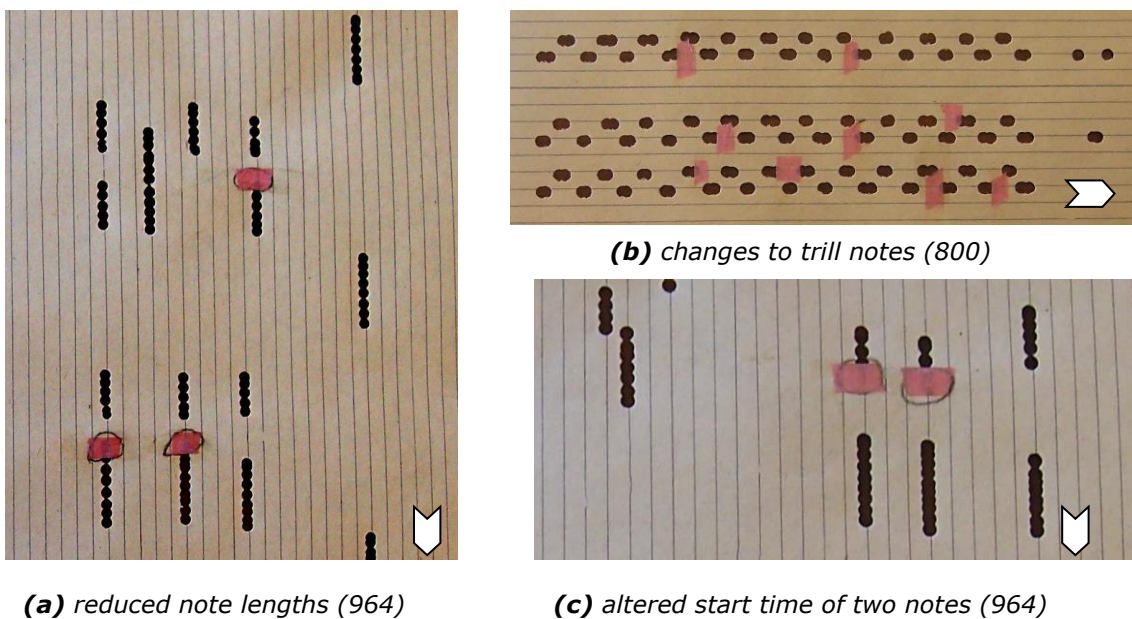 (b) changes to trill notes (800)
(a) reduced note lengths (964)
(c) altered start time of two notes (964)